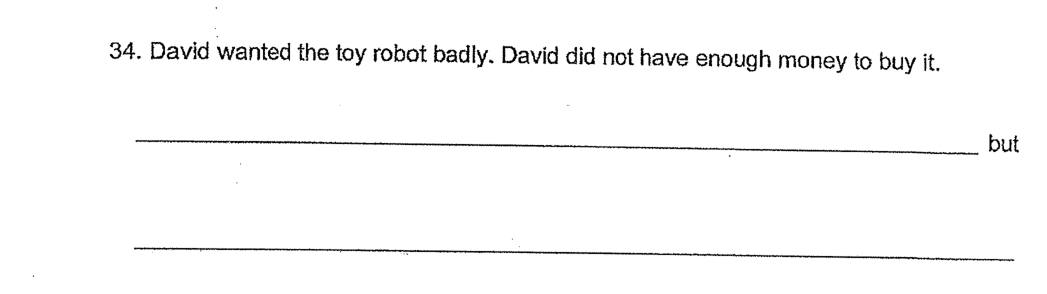 34. David wanted the toy robot badly. David did not have enough money to buy it.
but